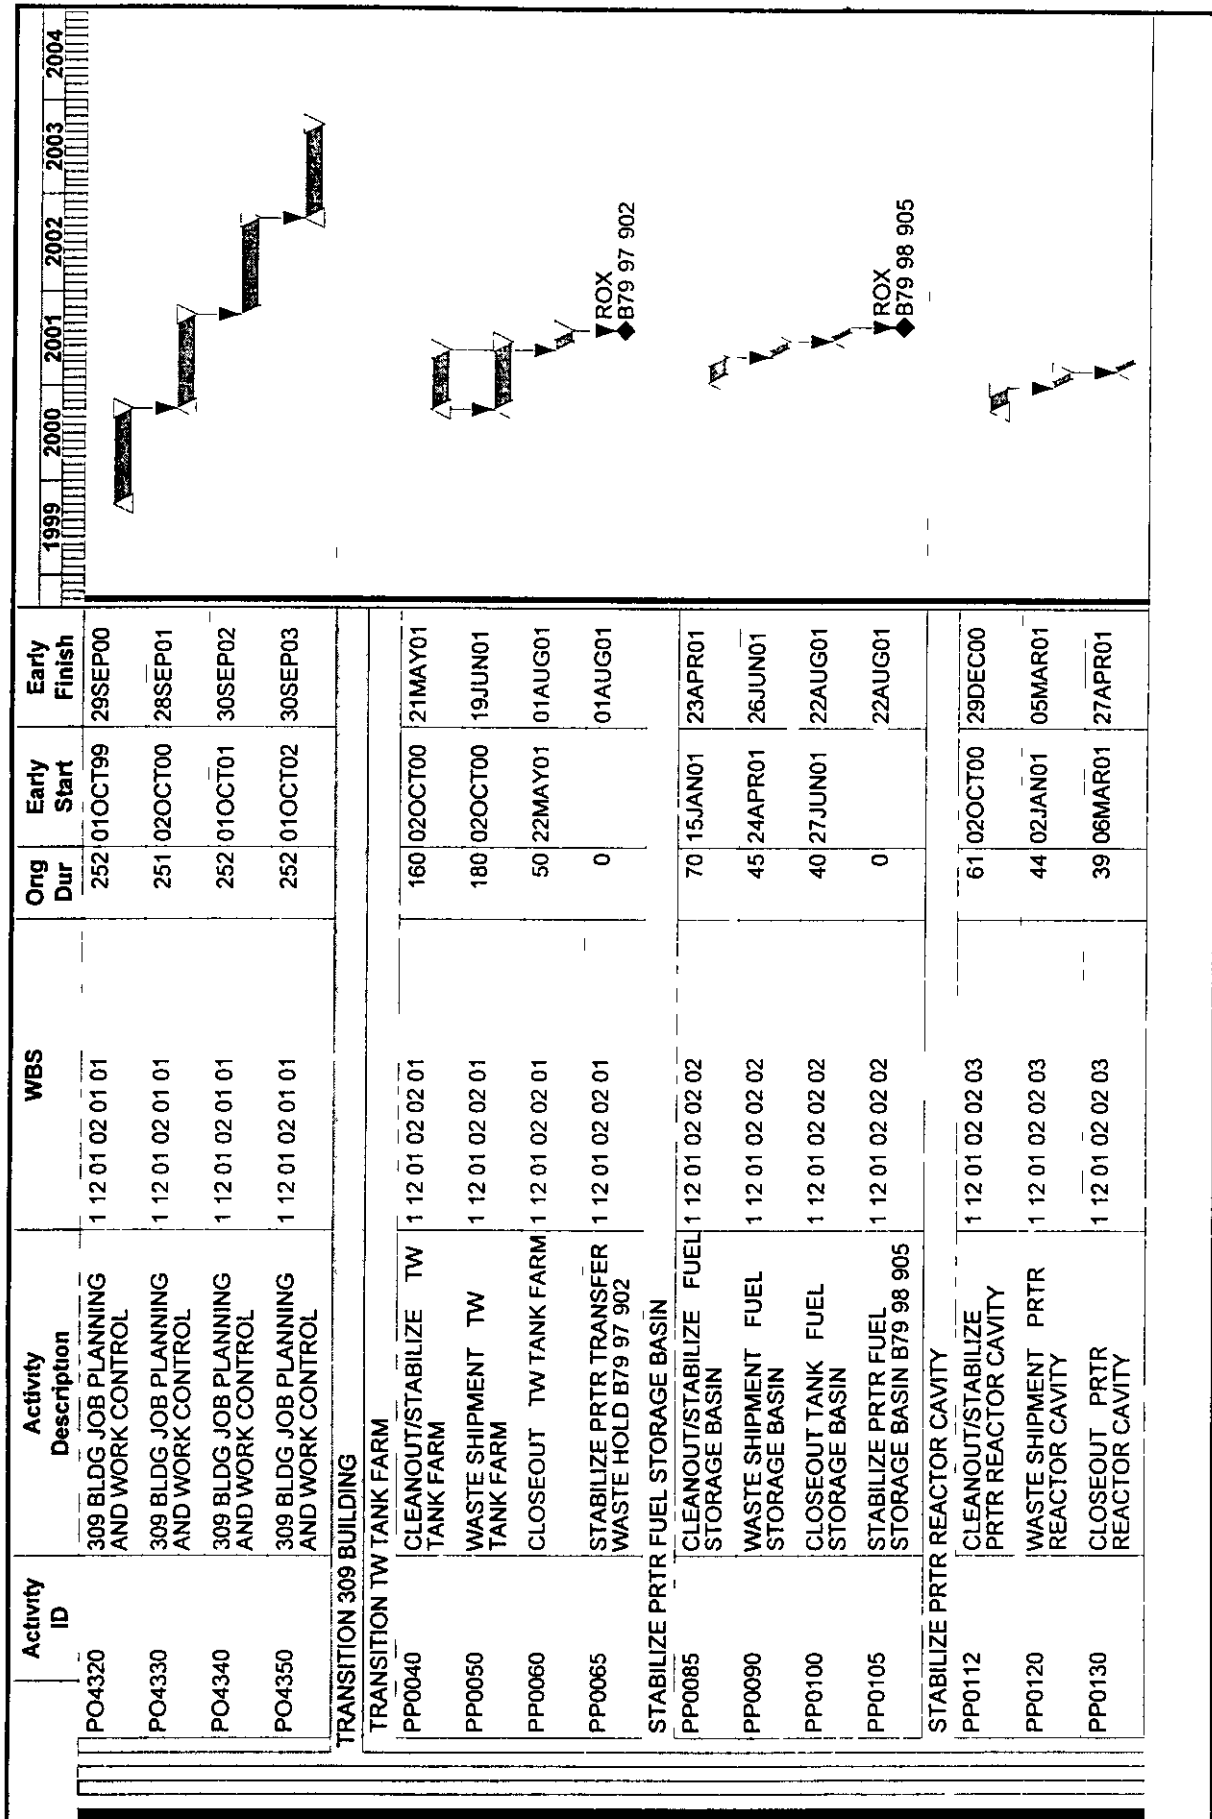 Activity ID Activity Description WBS Orig Dur Early Start Early Finish 1999 2000 2001 2002 2003 2004
PO4320 309 BLDG JOB PLANNING 1 12 01 02 01 01 252 01OCT99 29SEP00
AND WORK CONTROL
PO4330 309 BLDG JOB PLANNING 1 12 01 02 01 01 251 02OCT00 28SEP01
AND WORK CONTROL
PO4340 309 BLDG JOB PLANNING 1 12 01 02 01 01 252 01OCT01 30SEP02
AND WORK CONTROL
PO4350 309 BLDG JOB PLANNING 1 12 01 02 01 01 252 01OCT02 30SEP03
AND WORK CONTROL
TRANSITION 309 BUILDING
TRANSITION TW TANK FARM
PP0040 CLEANOUT/STABILIZE TW 1 12 01 02 02 01 160 02OCT00 21MAY01
TANK FARM
PP0050 WASTE SHIPMENT TW 1 12 01 02 02 01 180 02OCT00 19JUN01
TANK FARM
PP0060 CLOSEOUT TW TANK FARM 1 12 01 02 02 01 50 22MAY01 01AUG01
PP0065 STABILIZE PRTR TRANSFER 1 12 01 02 02 01 0 01AUG01 ROX
WASTE HOLD B79 97 902 B79 97 902
STABILIZE PRTR FUEL STORAGE BASIN
PP0085 CLEANOUT/STABILIZE FUEL 1 12 01 02 02 02 70 15JAN01 23APR01
STORAGE BASIN
PP0090 WASTE SHIPMENT FUEL 1 12 01 02 02 02 45 24APR01 26JUN01
STORAGE BASIN
PP0100 CLOSEOUT TANK FUEL 1 12 01 02 02 02 40 27JUN01 22AUG01
STORAGE BASIN
PP0105 STABILIZE PRTR FUEL 1 12 01 02 02 02 0 22AUG01 ROX
STORAGE BASIN B79 98 905 B79 98 905
STABILIZE PRTR REACTOR CAVITY
PP0112 CLEANOUT/STABILIZE 1 12 01 02 02 03 61 02OCT00 29DEC00
PRTR REACTOR CAVITY
PP0120 WASTE SHIPMENT PRTR 1 12 01 02 02 03 44 02JAN01 05MAR01
REACTOR CAVITY
PP0130 CLOSEOUT PRTR 1 12 01 02 02 03 39 06MAR01 27APR01
REACTOR CAVITY